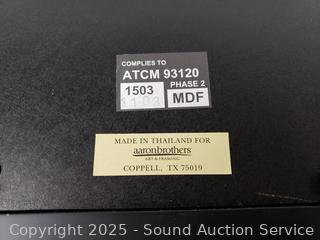 COMPLIES TO
ATCM 93120
1503 PHASE 2
MDF
MADE IN THAILAND FOR
aaronbrothers
ART & FRAMING
COPPELL, TX 75019
Copyright © 2025 - Sound Auction Service